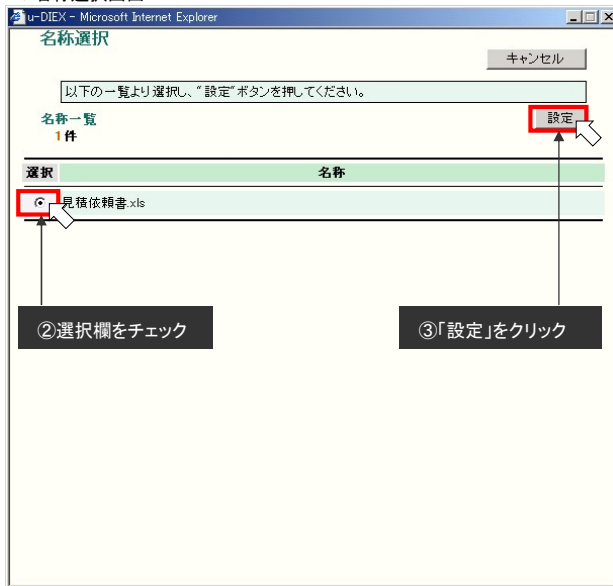 u-DIEX - Microsoft Internet Explorer
名称選択
キャンセル
以下の一覧より選択し、“設定”ボタンを押してください。
名称一覧
設定
1件
選択 名称
見積依頼書.xls
②選択欄をチェック
③「設定」をクリック